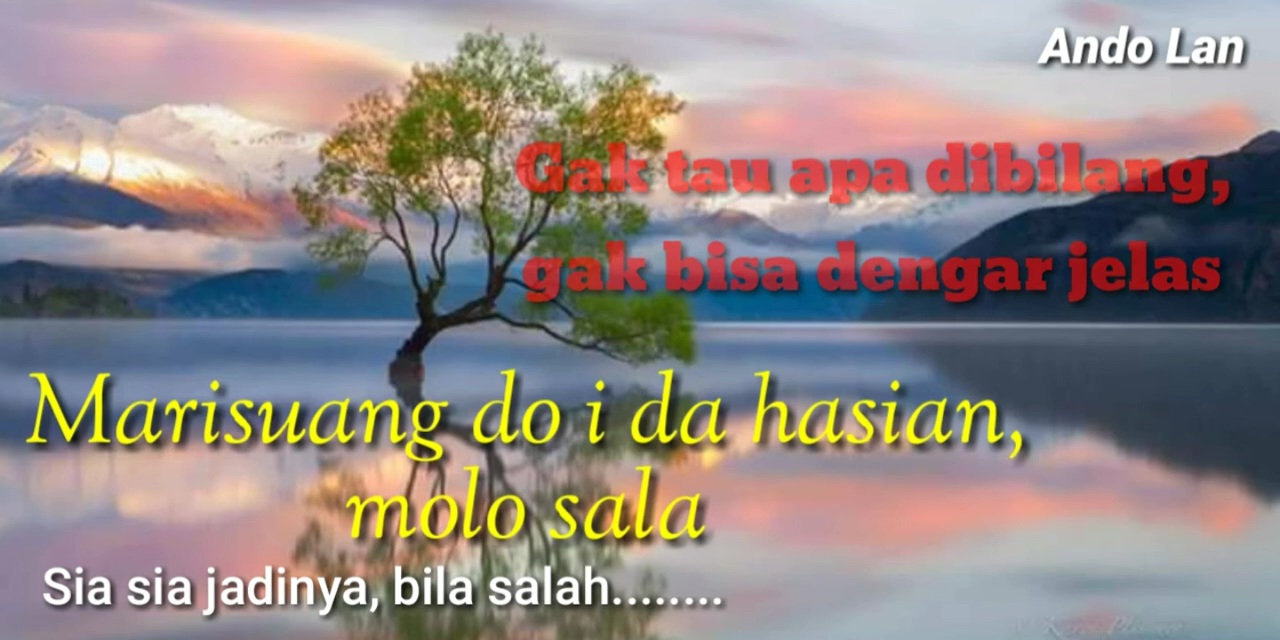 Ando Lan
Gak tau apa dibilang,
gak bisa dengar jelas
Marisuang do i da hasian,
molo sala
Sia sia jadinya, bila salah........